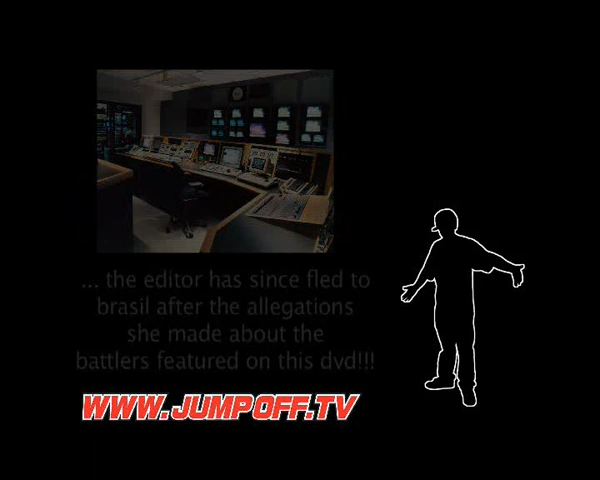 ... the editor has since fled to
brasil after the allegations
she made about the
battlers featured on this dvd!!!
WWW.JUMPOFF.TV